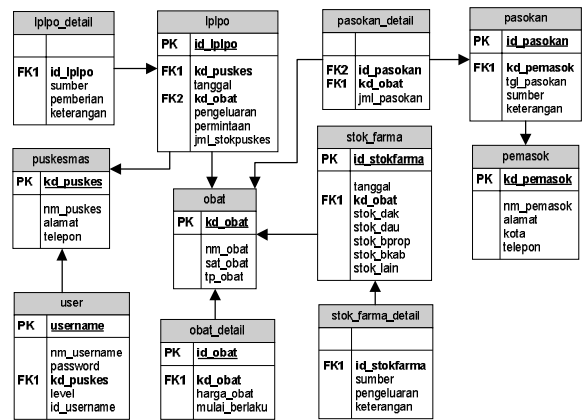 lplpo_detail
FK1 id_lplpo
sumber
pemberian
keterangan
lplpo
PK id_lplpo
FK1 kd_puskes
tanggal
FK2 kd_obat
pengeluaran
permintaan
jml_stokpuskes
pasokan_detail
FK2 id_pasokan
FK1 kd_obat
jml_pasokan
pasokan
PK id_pasokan
FK1 kd_pemasok
tgl_pasokan
sumber
keterangan
puskesmas
PK kd_puskes
nm_puskes
alamat
telepon
obat
PK kd_obat
nm_obat
sat_obat
tp_obat
stok_farma
PK id_stokfarma
tanggal
FK1 kd_obat
stok_dak
stok_dau
stok_bprop
stok_bkab
stok_lain
pemasok
PK kd_pemasok
nm_pemasok
alamat
kota
telepon
user
PK username
nm_username
password
FK1 kd_puskes
level
id_username
obat_detail
PK id_obat
FK1 kd_obat
harga_obat
mulai_berlaku
stok_farma_detail
FK1 id_stokfarma
sumber
pengeluaran
keterangan